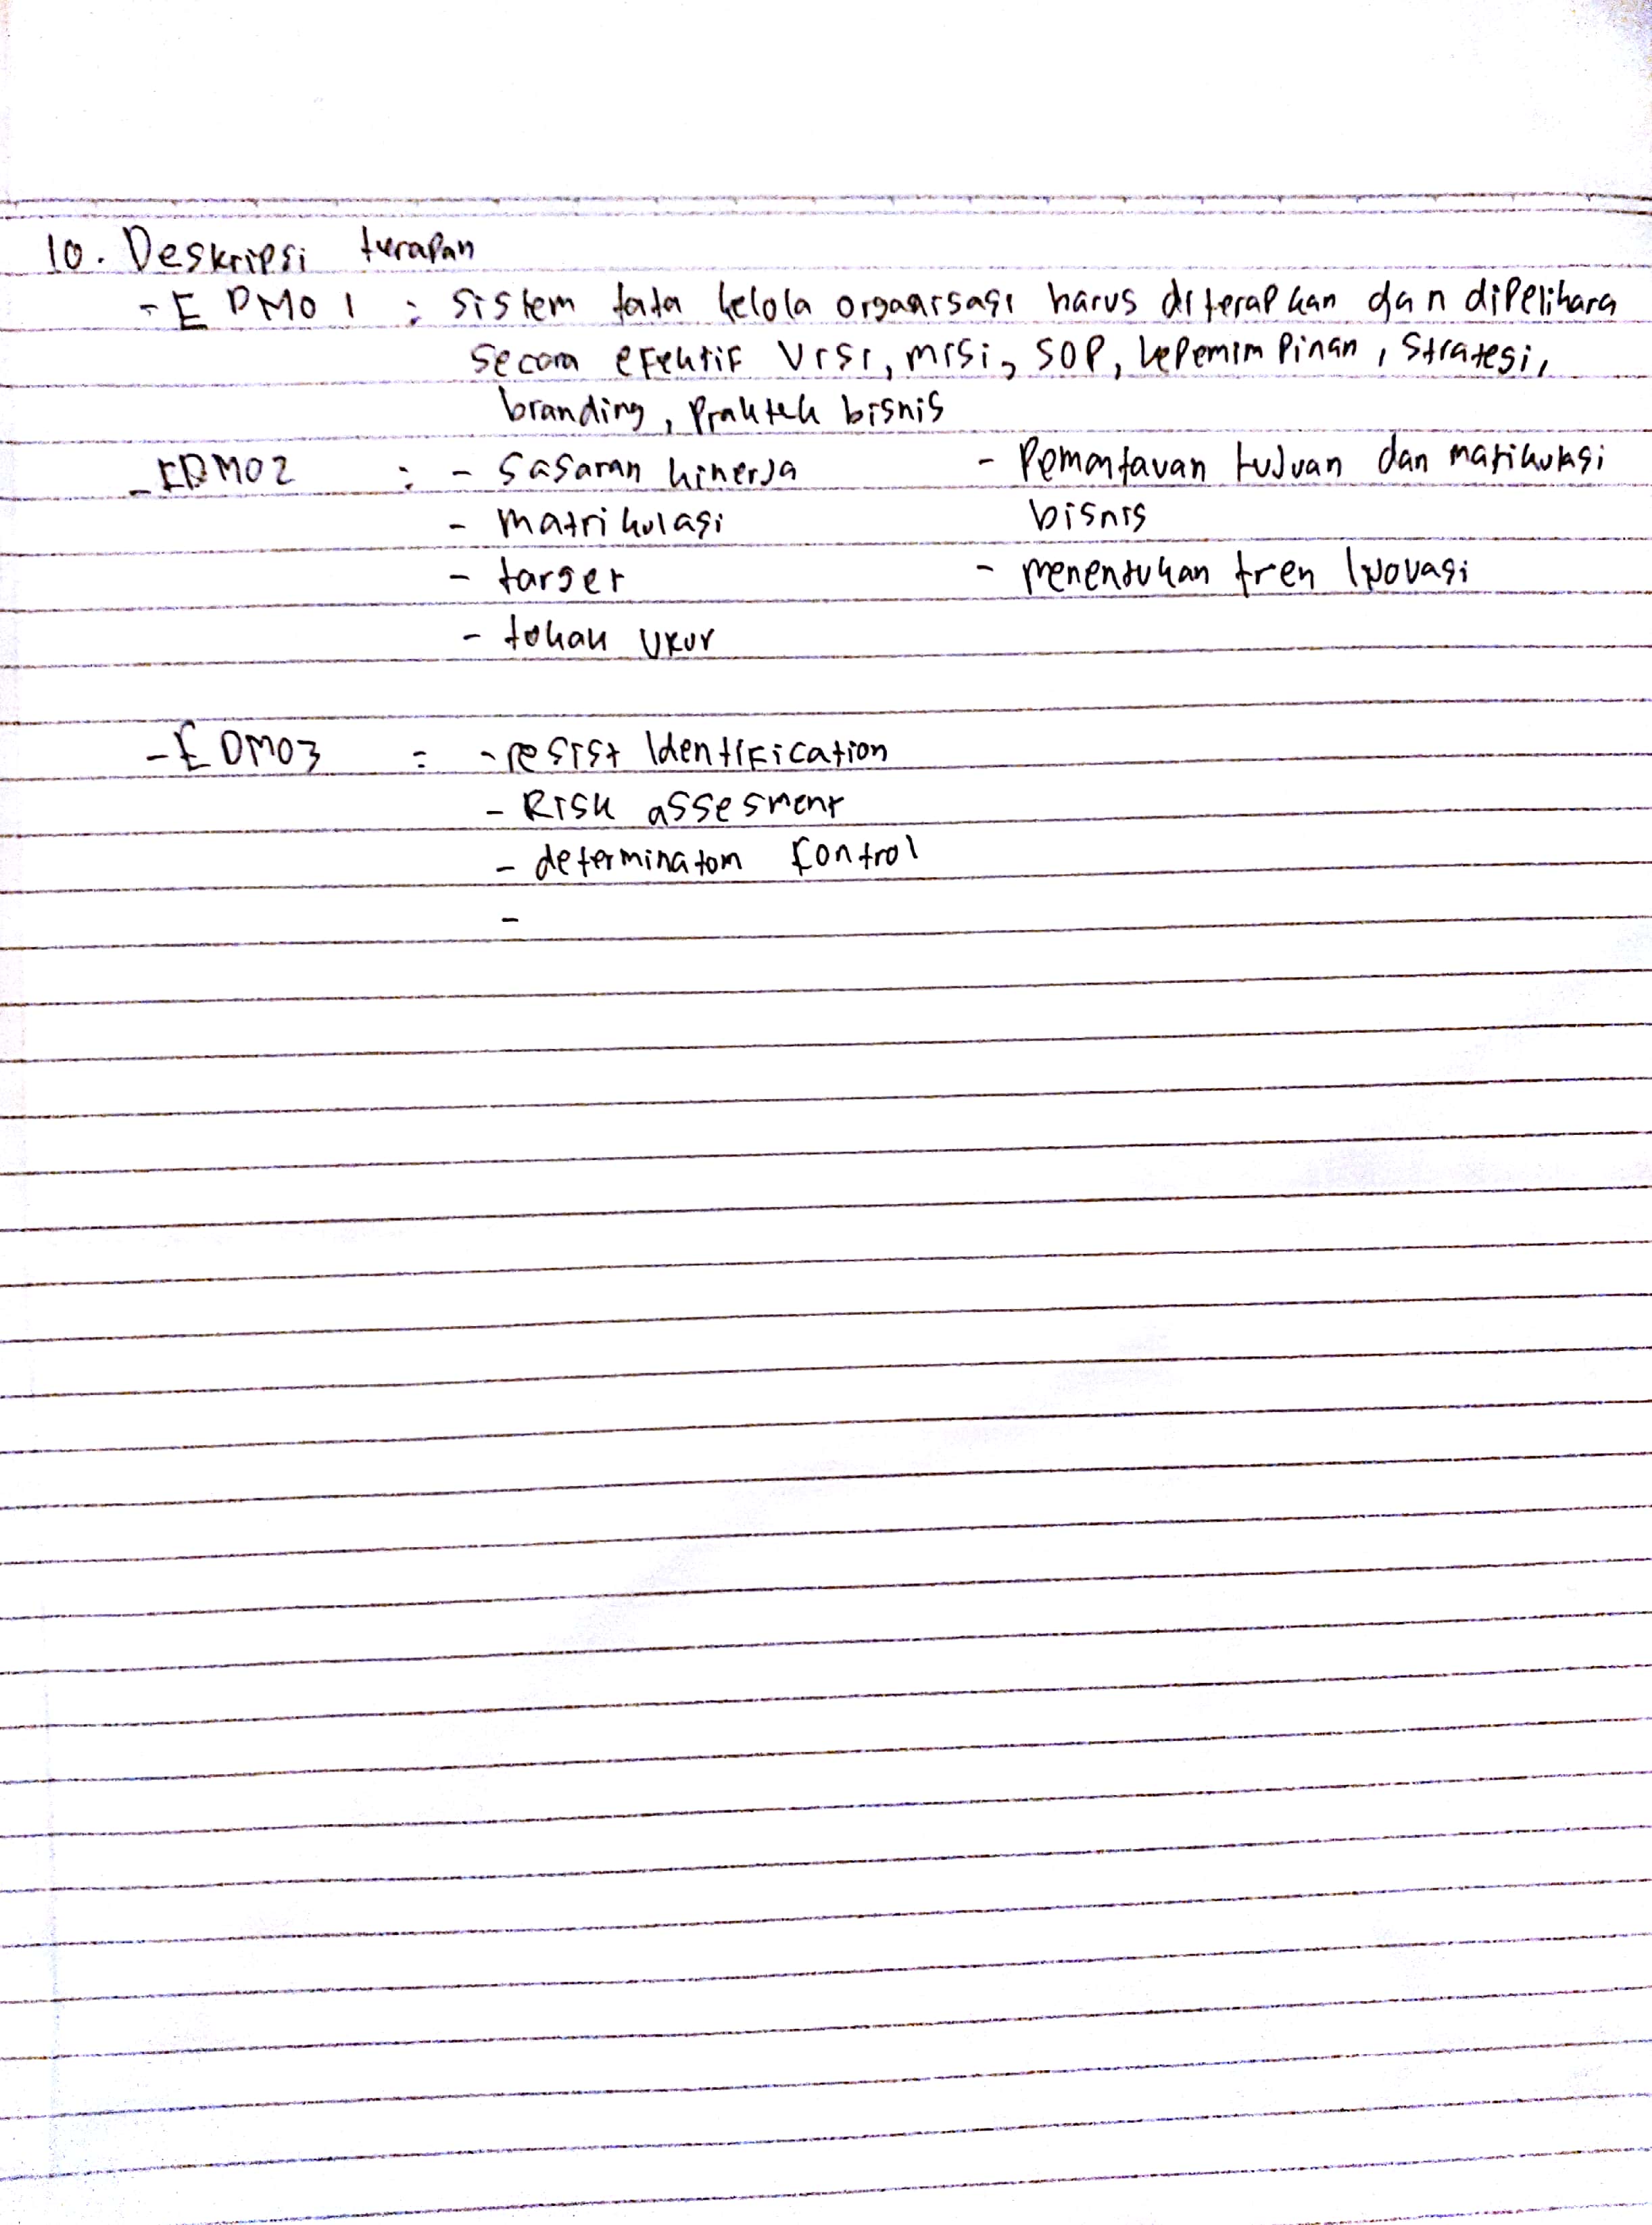 10. Deskripsi terapan
- EDM01 : sistem tata kelola organisasi harus diterapkan dan dipelihara
secara efektif visi, misi, SOP, kepemimpinan, strategi,
branding, praktek bisnis
- EDM02 : - sasaran kinerja - Pemantauan tujuan dan matikulasi
- matrikulasi bisnis
- target - menentukan tren inovasi
- tokak ukur
- EDM03 : - resist Identification
- Risk assesment
- determinatom control
-